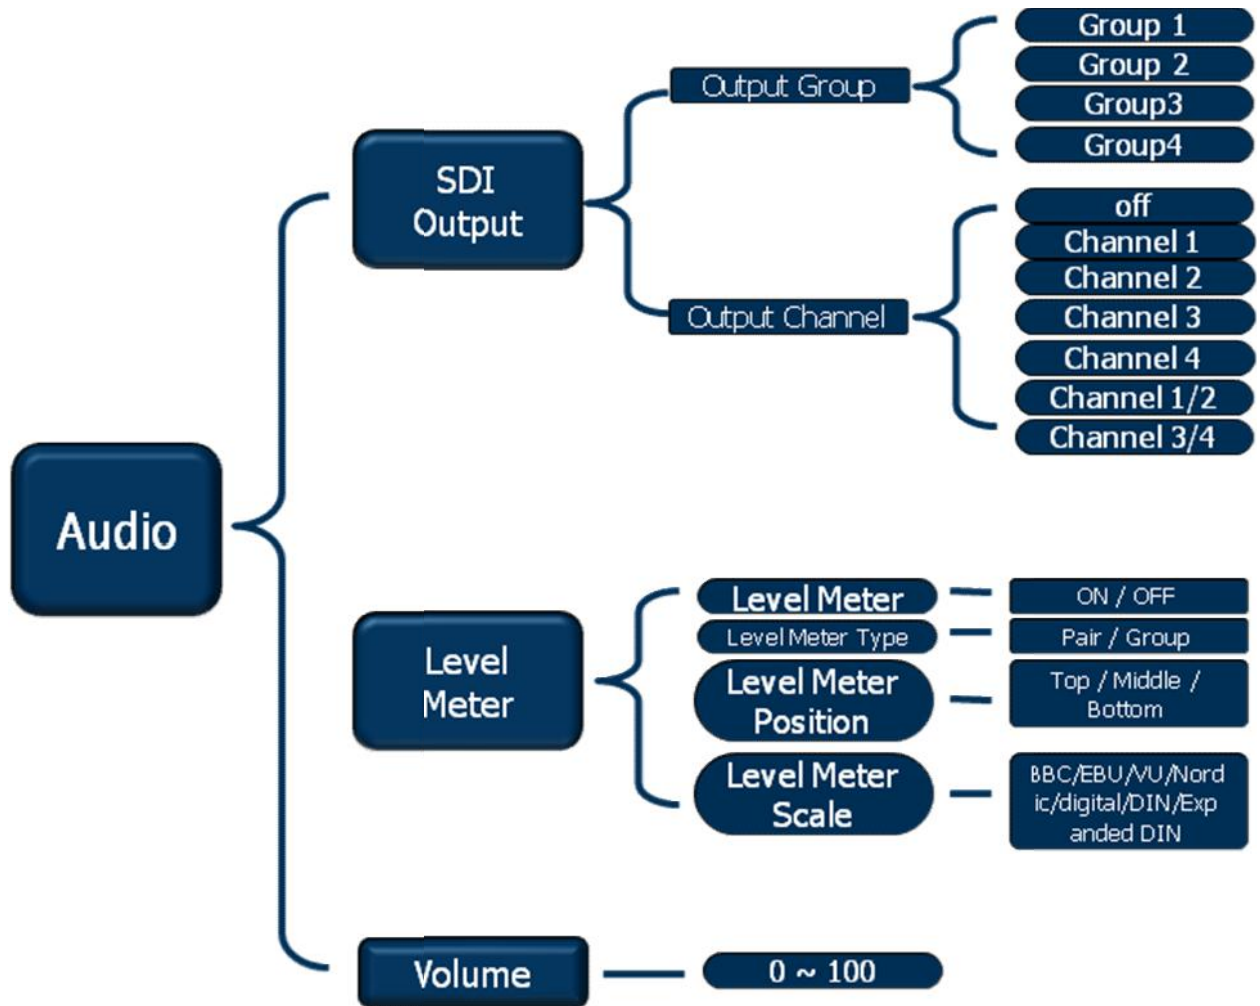 Audio
SDI
Output
Output Group
Group 1
Group 2
Group3
Group4
Output Channel
off
Channel 1
Channel 2
Channel 3
Channel 4
Channel 1/2
Channel 3/4
Level
Meter
Level Meter
ON / OFF
Level Meter Type
Pair / Group
Level Meter
Position
Top / Middle /
Bottom
Level Meter
Scale
BBC/EBU/VU/Nord
ic/digital/DIN/Exp
anded DIN
Volume
0 ~ 100